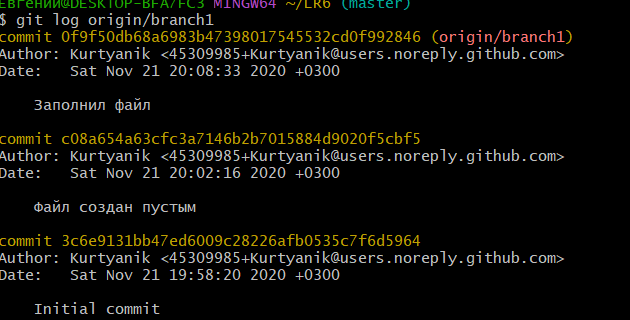 Евгений@DESKTOP-BFA7FC3 MINGW64 ~/LR6 (master)
$ git log origin/branch1
commit 0f9f50db68a6983b47398017545532cd0f992846 (origin/branch1)
Author: Kurtyanik <45309985+Kurtyanik@users.noreply.github.com>
Date:   Sat Nov 21 20:08:33 2020 +0300
Заполнил файл
commit c08a654a63cfc3a7146b2b7015884d9020f5cbf5
Author: Kurtyanik <45309985+Kurtyanik@users.noreply.github.com>
Date:   Sat Nov 21 20:02:16 2020 +0300
Файл создан пустым
commit 3c6e9131bb47ed6009c28226afb0535c7f6d5964
Author: Kurtyanik <45309985+Kurtyanik@users.noreply.github.com>
Date:   Sat Nov 21 19:58:20 2020 +0300
Initial commit